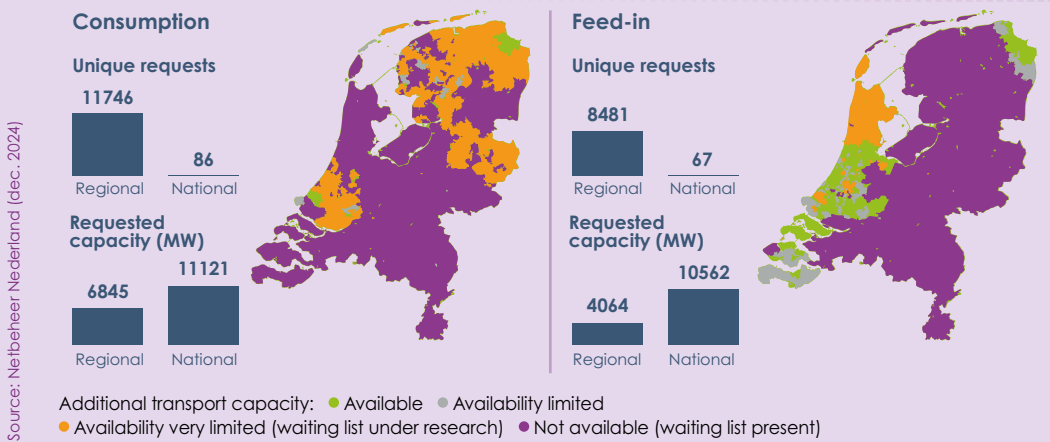 Consumption
Unique requests
11746
86
Regional
National
Requested
capacity (MW)
6845
11121
Regional
National
Feed-in
Unique requests
8481
67
Regional
National
Requested
capacity (MW)
4064
10562
Regional
National
Additional transport capacity: Available Availability limited
Availability very limited (waiting list under research) Not available (waiting list present)
Source: Netbeheer Nederland (dec. 2024)